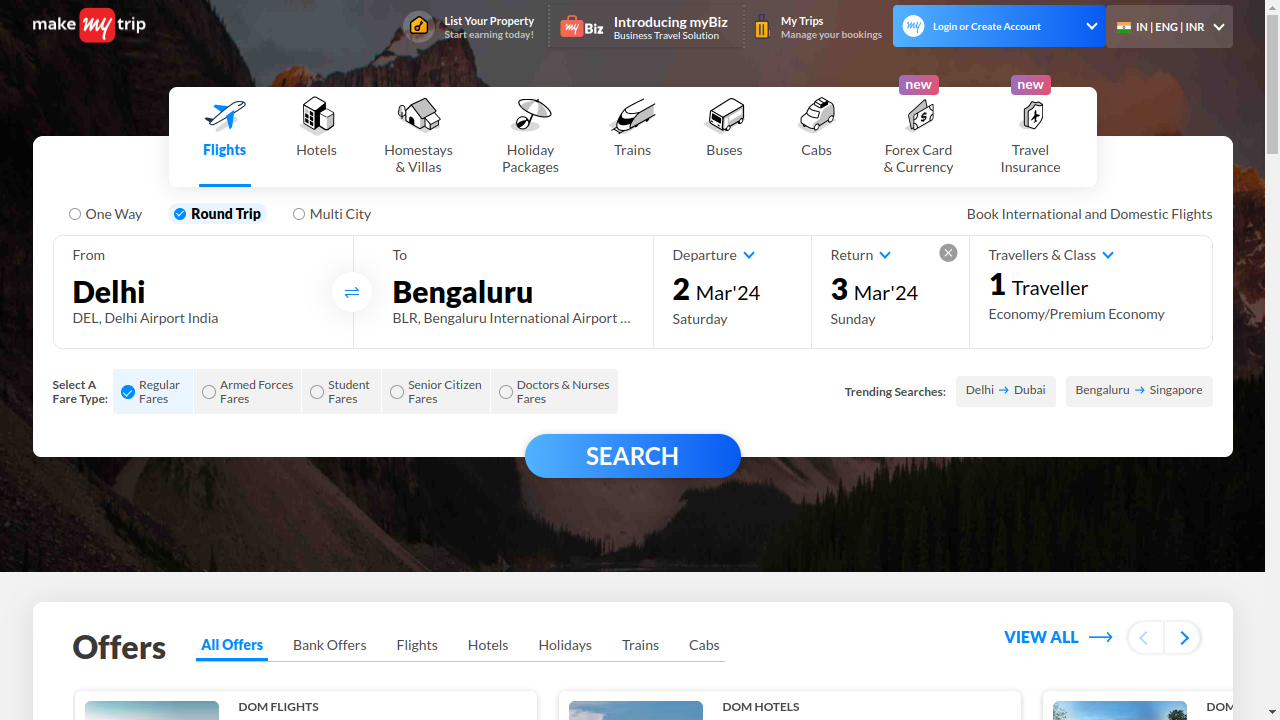 make my trip
List Your Property
Start earning today!
my Biz
Introducing myBiz
Business Travel Solution
My Trips
Manage your bookings
my
Login or Create Account
IN | ENG | INR
new
new
Flights
Hotels
Homestays
& Villas
Holiday
Packages
Trains
Buses
Cabs
Forex Card
& Currency
Travel
Insurance
One Way
Round Trip
Multi City
Book International and Domestic Flights
From
Delhi
DEL, Delhi Airport India
To
Bengaluru
BLR, Bengaluru International Airport ...
Departure
2 Mar'24
Saturday
Return
3 Mar'24
Sunday
Travellers & Class
1 Traveller
Economy/Premium Economy
Select A
Fare Type:
Regular
Fares
Armed Forces
Fares
Student
Fares
Senior Citizen
Fares
Doctors & Nurses
Fares
Trending Searches:
Delhi → Dubai
Bengaluru → Singapore
SEARCH
Offers
All Offers
Bank Offers
Flights
Hotels
Holidays
Trains
Cabs
VIEW ALL
DOM FLIGHTS
DOM HOTELS
DOM